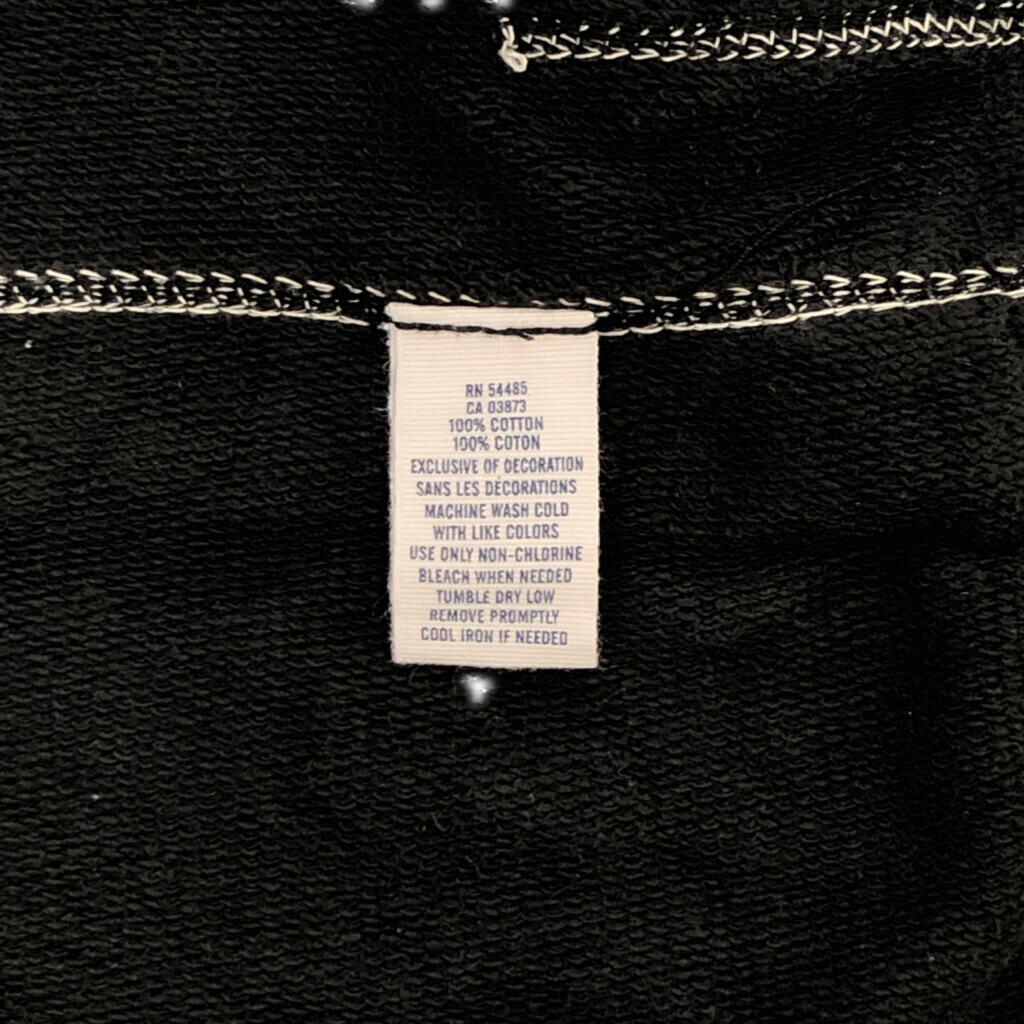 RN 54485
CA 03873
100% COTTON
100% COTON
EXCLUSIVE OF DECORATION
SANS LES DÉCORATIONS
MACHINE WASH COLD
WITH LIKE COLORS
USE ONLY NON-CHLORINE
BLEACH WHEN NEEDED
TUMBLE DRY LOW
REMOVE PROMPTLY
COOL IRON IF NEEDED